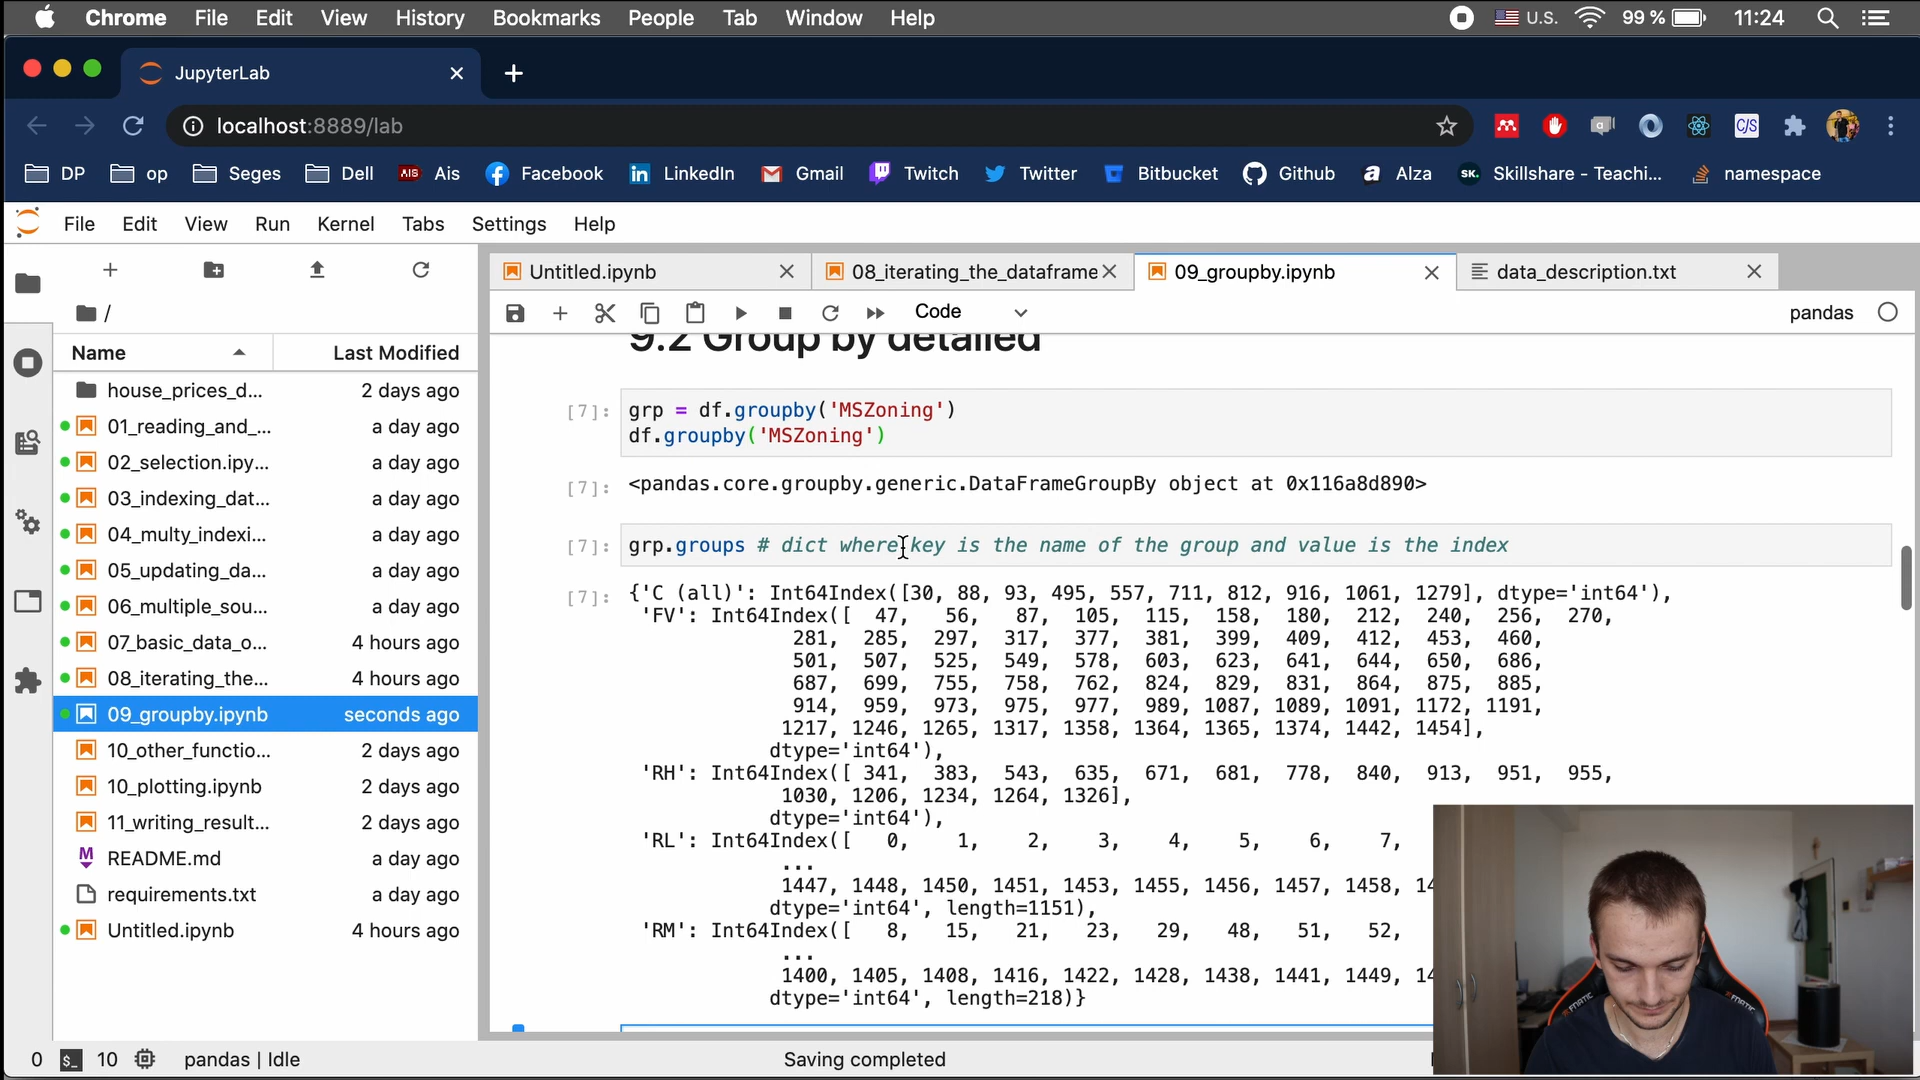 Chrome File Edit View History Bookmarks People Tab Window Help U.S. 99 % 11:24
JupyterLab
localhost:8889/lab
DP op Seges Dell Ais Facebook LinkedIn Gmail Twitch Twitter Bitbucket Github Alza Skillshare - Teachi... namespace
File Edit View Run Kernel Tabs Settings Help
Untitled.ipynb 08_iterating_the_dataframe 09_groupby.ipynb data_description.txt
/
Code pandas
Name Last Modified
house_prices_d... 2 days ago
01_reading_and_... a day ago
02_selection.ipy... a day ago
03_indexing_dat... a day ago
04_multy_indexi... a day ago
05_updating_da... a day ago
06_multiple_sou... a day ago
07_basic_data_o... 4 hours ago
08_iterating_the... 4 hours ago
09_groupby.ipynb seconds ago
10_other_functio... 2 days ago
10_plotting.ipynb 2 days ago
11_writing_result... 2 days ago
README.md a day ago
requirements.txt a day ago
Untitled.ipynb 4 hours ago
9.2 Group by detailed
[7]: grp = df.groupby('MSZoning')
df.groupby('MSZoning')
[7]: <pandas.core.groupby.generic.DataFrameGroupBy object at 0x116a8d890>
[7]: grp.groups # dict where key is the name of the group and value is the index
[7]: {'C (all)': Int64Index([30, 88, 93, 495, 557, 711, 812, 916, 1061, 1279], dtype='int64'),
'FV': Int64Index([ 47, 56, 87, 105, 115, 158, 180, 212, 240, 256, 270,
281, 285, 297, 317, 377, 381, 399, 409, 412, 453, 460,
501, 507, 525, 549, 578, 603, 623, 641, 644, 650, 686,
687, 699, 755, 758, 762, 824, 829, 831, 864, 875, 885,
914, 959, 973, 975, 977, 989, 1087, 1089, 1091, 1172, 1191,
1217, 1246, 1265, 1317, 1358, 1364, 1365, 1374, 1442, 1454],
dtype='int64'),
'RH': Int64Index([ 341, 383, 543, 635, 671, 681, 778, 840, 913, 951, 955,
1030, 1206, 1234, 1264, 1326],
dtype='int64'),
'RL': Int64Index([ 0, 1, 2, 3, 4, 5, 6, 7,
...
1447, 1448, 1450, 1451, 1453, 1455, 1456, 1457, 1458, 14
dtype='int64', length=1151),
'RM': Int64Index([ 8, 15, 21, 23, 29, 48, 51, 52,
...
1400, 1405, 1408, 1416, 1422, 1428, 1438, 1441, 1449, 14
dtype='int64', length=218)}
FNATIC FNATIC
0 10 pandas | Idle Saving completed